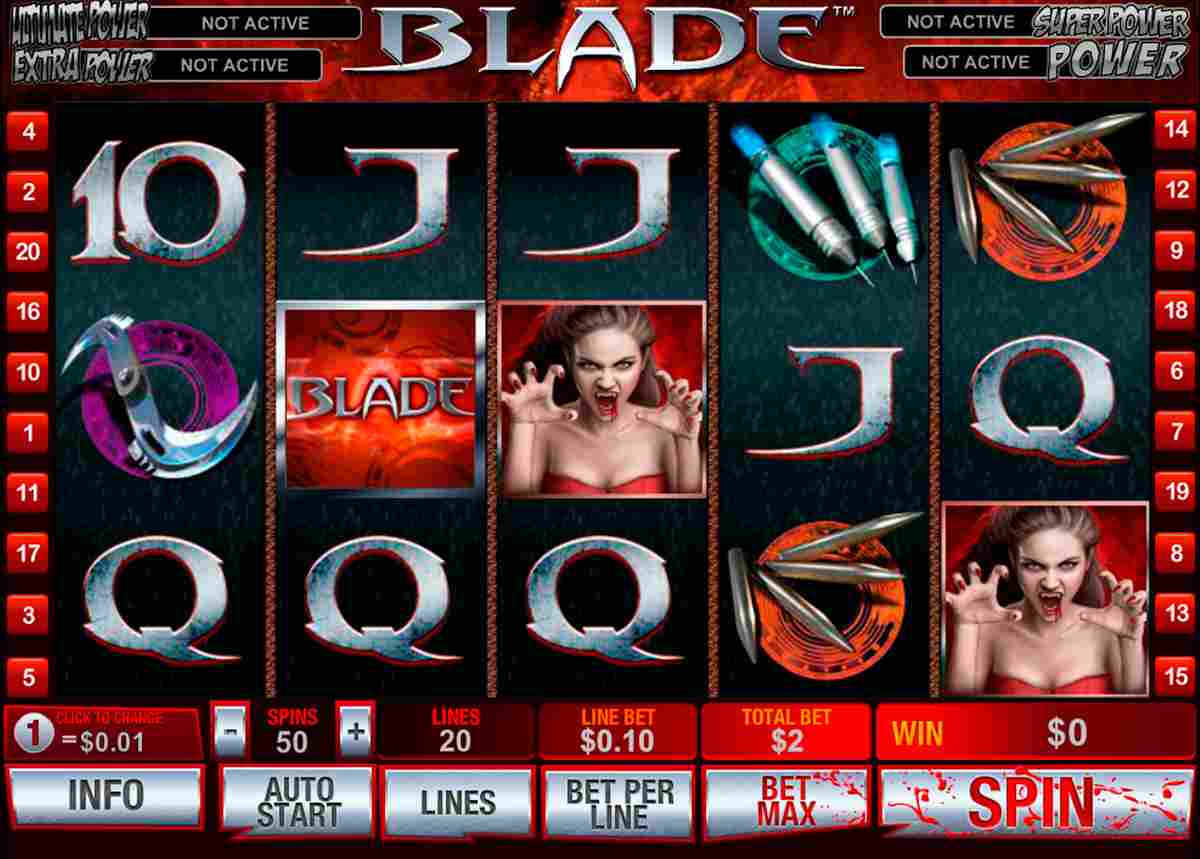 ULTIMATE POWER NOT ACTIVE
EXTRA POWER NOT ACTIVE
BLADE™
NOT ACTIVE SUPER POWER
NOT ACTIVE POWER
4
2
20
16
10
1
11
17
3
5
10 J J
J Q
BLADE
Q Q Q
14
12
9
18
6
7
19
8
13
15
1 CLICK TO CHANGE
=$0.01
- SPINS +
50
LINES
20
LINE BET
$0.10
TOTAL BET
$2
WIN $0
INFO
AUTO
START
LINES
BET PER
LINE
BET
MAX
SPIN